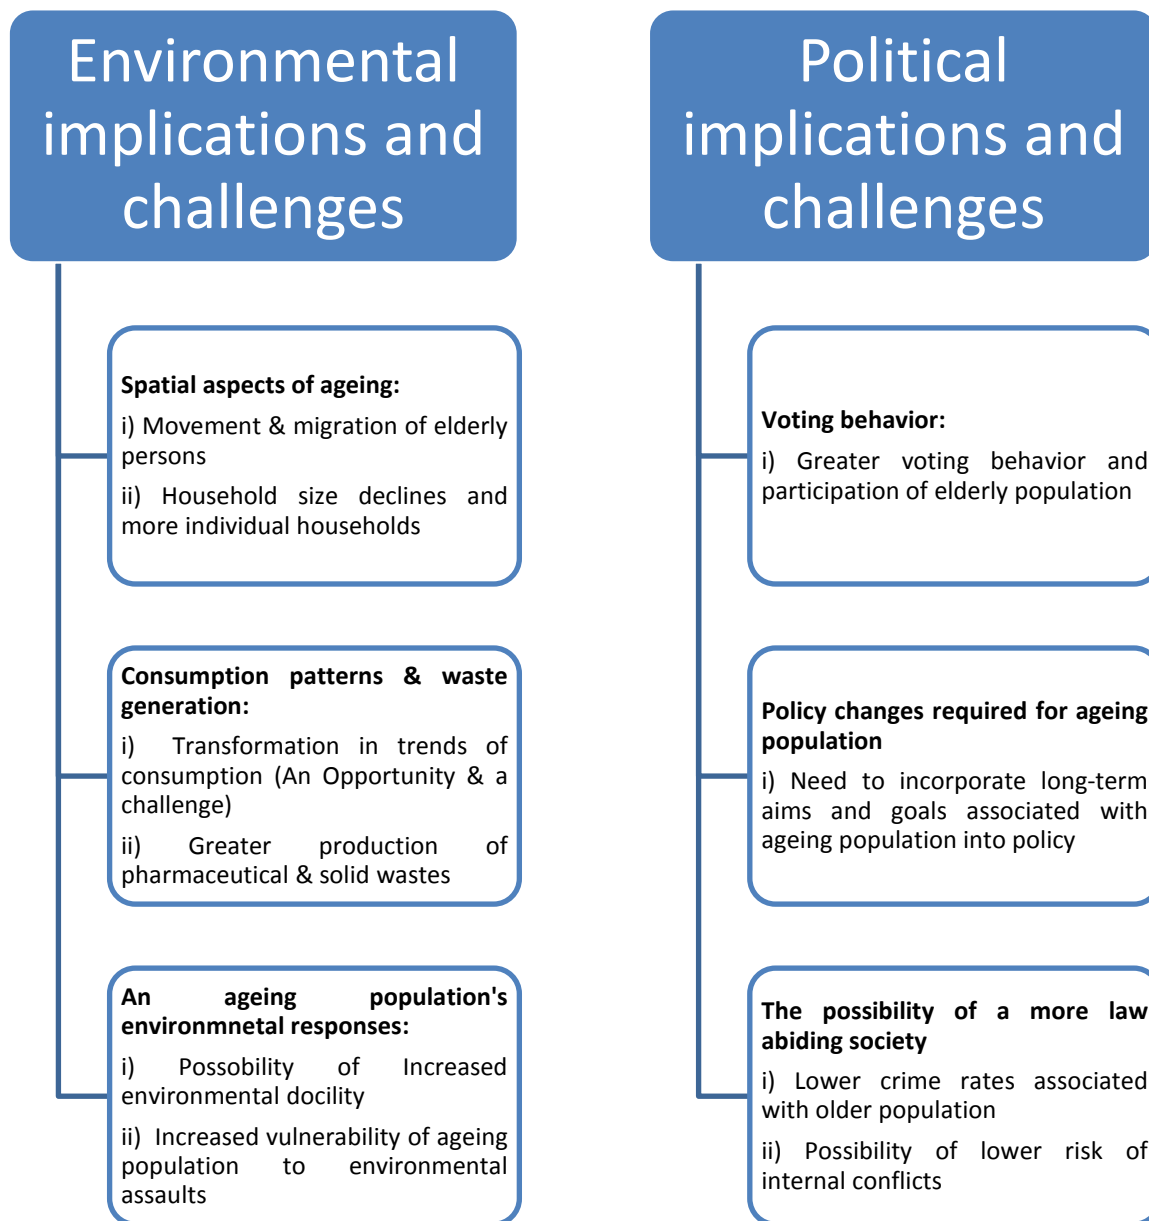 Environmental
implications and
challenges
Spatial aspects of ageing:
i) Movement & migration of elderly
persons
ii) Household size declines and
more individual households
Consumption patterns & waste
generation:
i) Transformation in trends of
consumption (An Opportunity & a
challenge)
ii) Greater production of
pharmaceutical & solid wastes
An ageing population's
environmnetal responses:
i) Possobility of Increased
environmental docility
ii) Increased vulnerability of ageing
population to environmental
assaults
Political
implications and
challenges
Voting behavior:
i) Greater voting behavior and
participation of elderly population
Policy changes required for ageing
population
i) Need to incorporate long-term
aims and goals associated with
ageing population into policy
The possibility of a more law
abiding society
i) Lower crime rates associated
with older population
ii) Possibility of lower risk of
internal conflicts